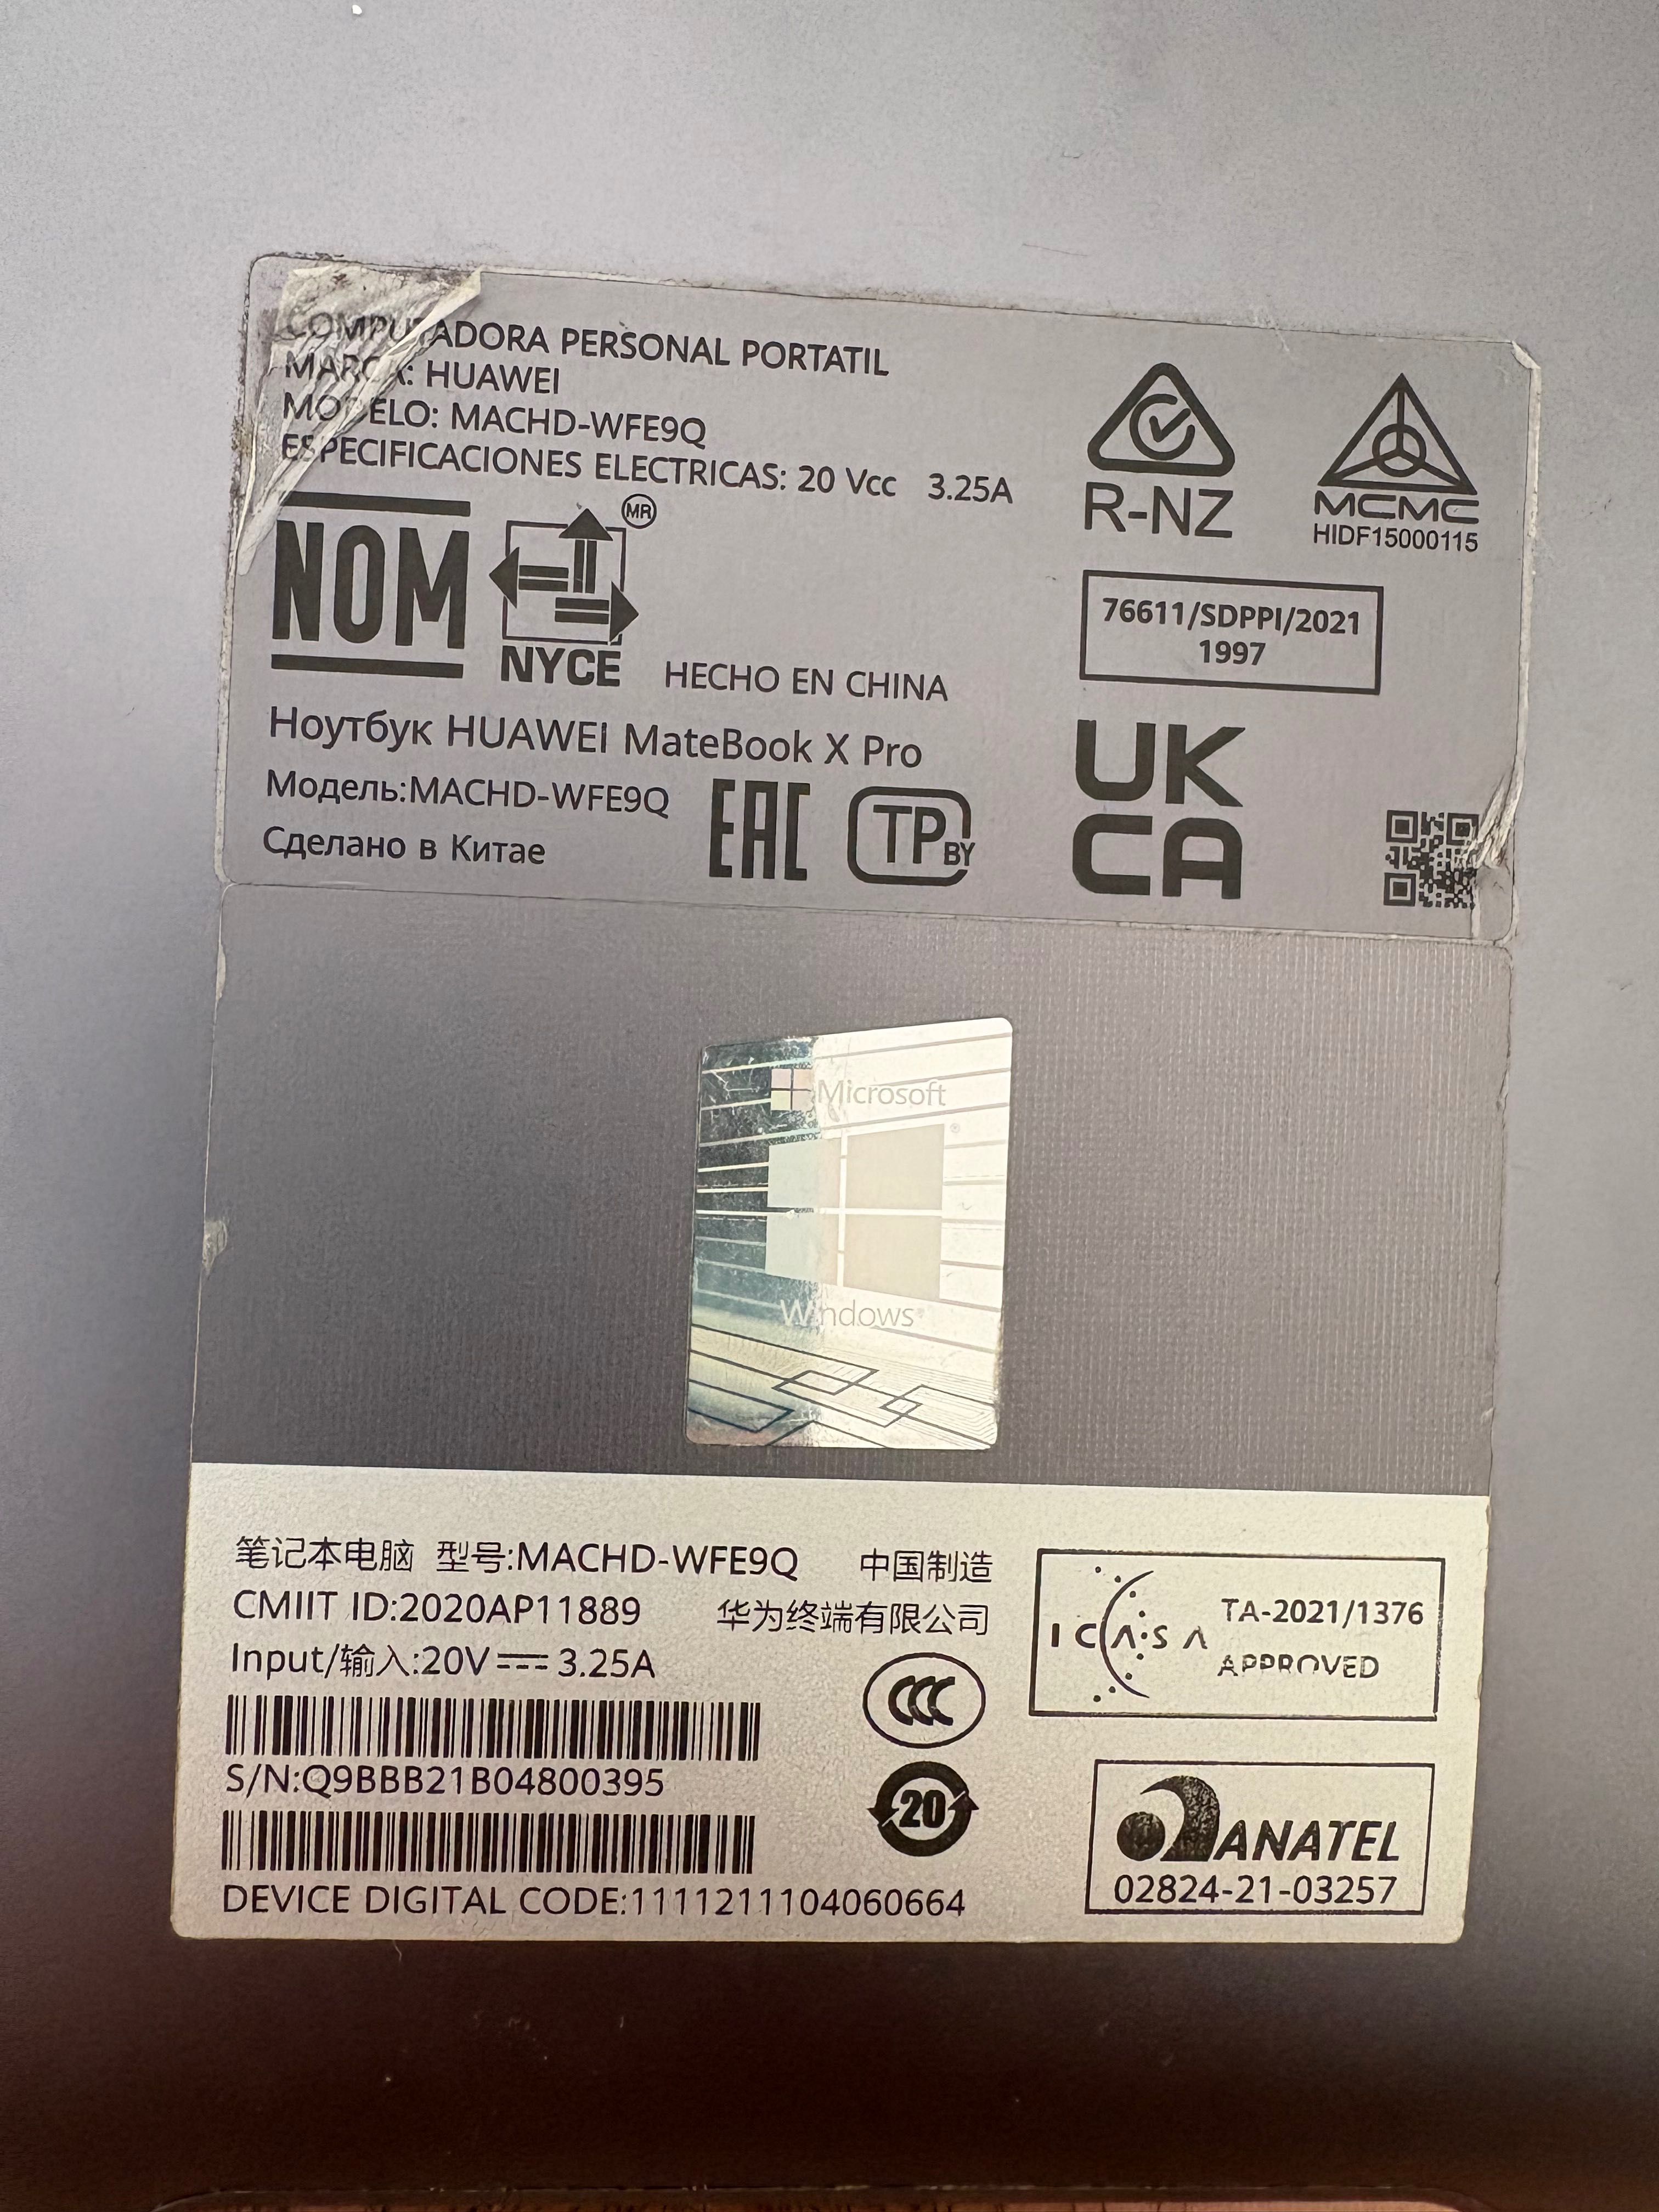 COMPUTADORA PERSONAL PORTATIL
MARCA: HUAWEI
MODELO: MACHD-WFE9Q
ESPECIFICACIONES ELECTRICAS: 20 Vcc 3.25A
NOM
MR
NYCE
HECHO EN CHINA
R-NZ
MCMC
HIDF15000115
76611/SDPPI/2021
1997
Ноутбук HUAWEI MateBook X Pro
Модель:MACHD-WFE9Q
Сделано в Китае
EAC
TP BY
UK
CA
Microsoft
®
Windows®
笔记本电脑 型号:MACHD-WFE9Q 中国制造
CMIIT ID:2020AP11889 华为终端有限公司
Input/输入:20V⎓3.25A
CCC
S/N:Q9BBB21B04800395
20
DEVICE DIGITAL CODE:1111211104060664
ICASA
TA-2021/1376
APPROVED
ANATEL
02824-21-03257